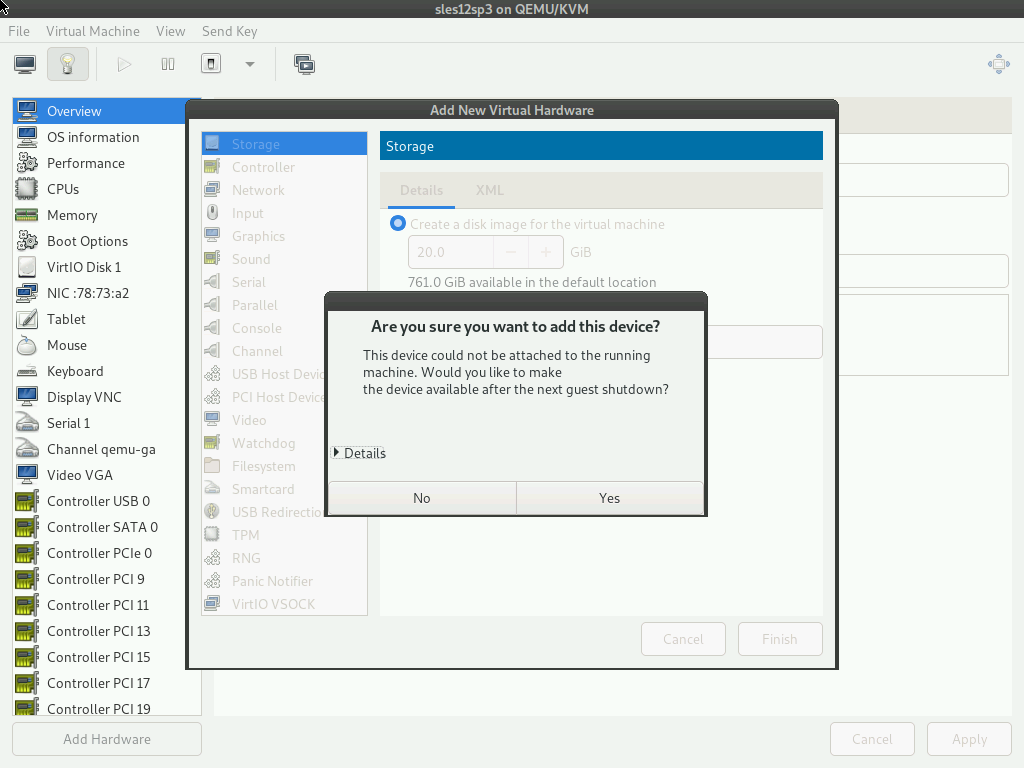 sles12sp3 on QEMU/KVM
File Virtual Machine View Send Key
Overview
OS information
Performance
CPUs
Memory
Boot Options
VirtIO Disk 1
NIC :78:73:a2
Tablet
Mouse
Keyboard
Display VNC
Serial 1
Channel qemu-ga
Video VGA
Controller USB 0
Controller SATA 0
Controller PCIe 0
Controller PCI 9
Controller PCI 11
Controller PCI 13
Controller PCI 15
Controller PCI 17
Controller PCI 19
Add Hardware
Cancel Apply
Add New Virtual Hardware
Storage
Controller
Network
Input
Graphics
Sound
Serial
Parallel
Console
Channel
USB Host Devic
PCI Host Device
Video
Watchdog
Filesystem
Smartcard
USB Redirectio
TPM
RNG
Panic Notifier
VirtIO VSOCK
Storage
Details XML
Create a disk image for the virtual machine
20.0 − + GiB
761.0 GiB available in the default location
Cancel Finish
Are you sure you want to add this device?
This device could not be attached to the running
machine. Would you like to make
the device available after the next guest shutdown?
Details
No Yes